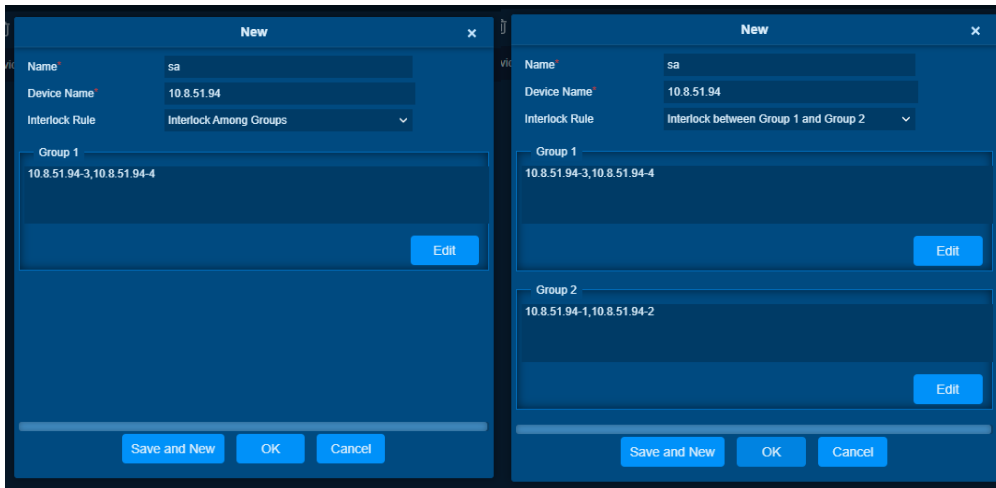 New ×
Name* sa
Device Name* 10.8.51.94
Interlock Rule Interlock Among Groups
Group 1
10.8.51.94-3,10.8.51.94-4
Edit
Save and New OK Cancel
New ×
Name* sa
Device Name* 10.8.51.94
Interlock Rule Interlock between Group 1 and Group 2
Group 1
10.8.51.94-3,10.8.51.94-4
Edit
Group 2
10.8.51.94-1,10.8.51.94-2
Edit
Save and New OK Cancel